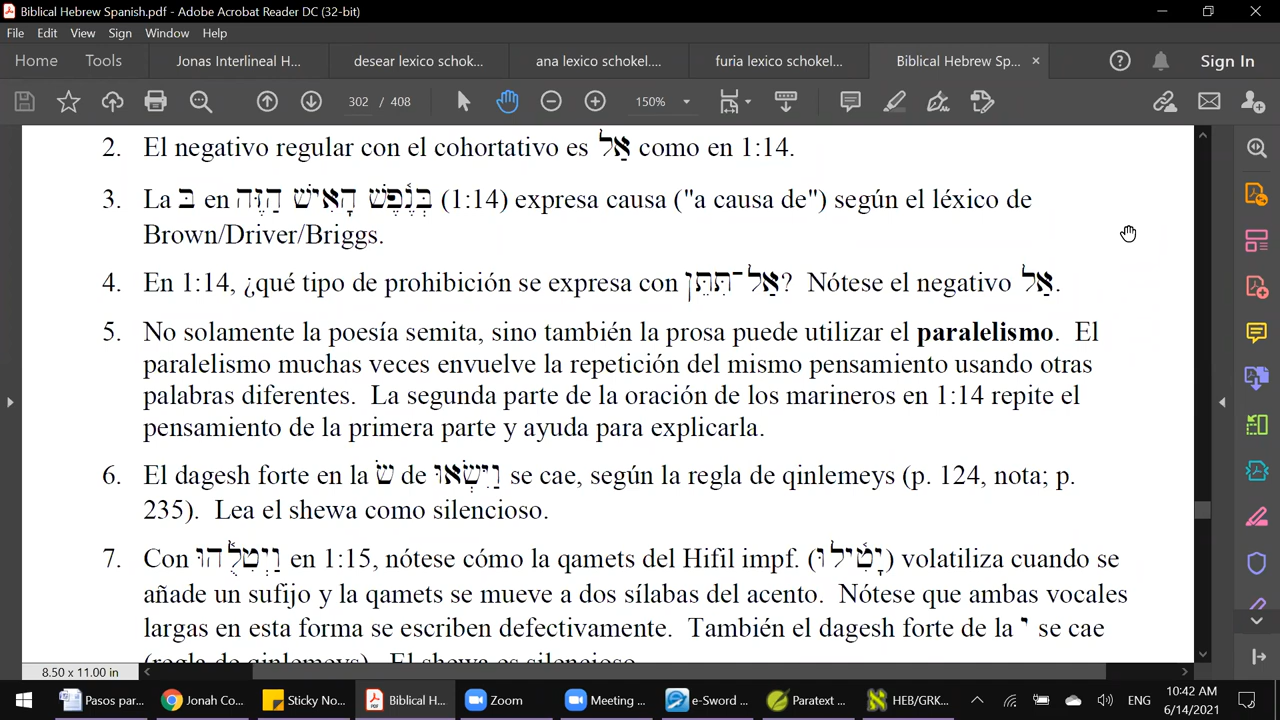 Biblical Hebrew Spanish.pdf - Adobe Acrobat Reader DC (32-bit)
File Edit View Sign Window Help
Home Tools Jonas Interlineal H... desear lexico schok... ana lexico schokel.... furia lexico schokel... Biblical Hebrew Sp... × Sign In
302 / 408 150%
2. El negativo regular con el cohortativo es אַל como en 1:14.
3. La בּ en בְּנֶ֫פֶשׁ הָאִישׁ הַזֶּה (1:14) expresa causa ("a causa de") según el léxico de
Brown/Driver/Briggs.
4. En 1:14, ¿qué tipo de prohibición se expresa con אַל־תִּתֵּן? Nótese el negativo אַל.
5. No solamente la poesía semita, sino también la prosa puede utilizar el paralelismo. El
paralelismo muchas veces envuelve la repetición del mismo pensamiento usando otras
palabras diferentes. La segunda parte de la oración de los marineros en 1:14 repite el
pensamiento de la primera parte y ayuda para explicarla.
6. El dagesh forte en la שׂ de וַיִּשְׂאוּ se cae, según la regla de qinlemeys (p. 124, nota; p.
235). Lea el shewa como silencioso.
7. Con וַיְטִלֻ֫הוּ en 1:15, nótese cómo la qamets del Hifil impf. (יָטִ֫ילוּ) volatiliza cuando se
añade un sufijo y la qamets se mueve a dos sílabas del acento. Nótese que ambas vocales
largas en esta forma se escriben defectivamente. También el dagesh forte de la י se cae
(regla de qinlemeys). El shewa es silencioso.
8.50 x 11.00 in
Pasos par... Jonah Co... Sticky No... Biblical H... Zoom Meeting ... e-Sword ... Paratext ... HEB/GRK... ENG 10:42 AM
6/14/2021